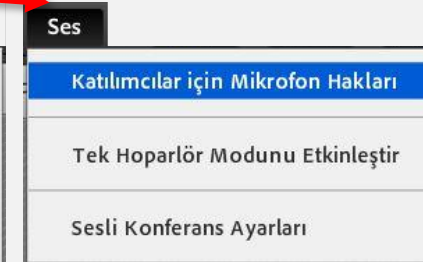 Ses
Katılımcılar için Mikrofon Hakları
Tek Hoparlör Modunu Etkinleştir
Sesli Konferans Ayarları